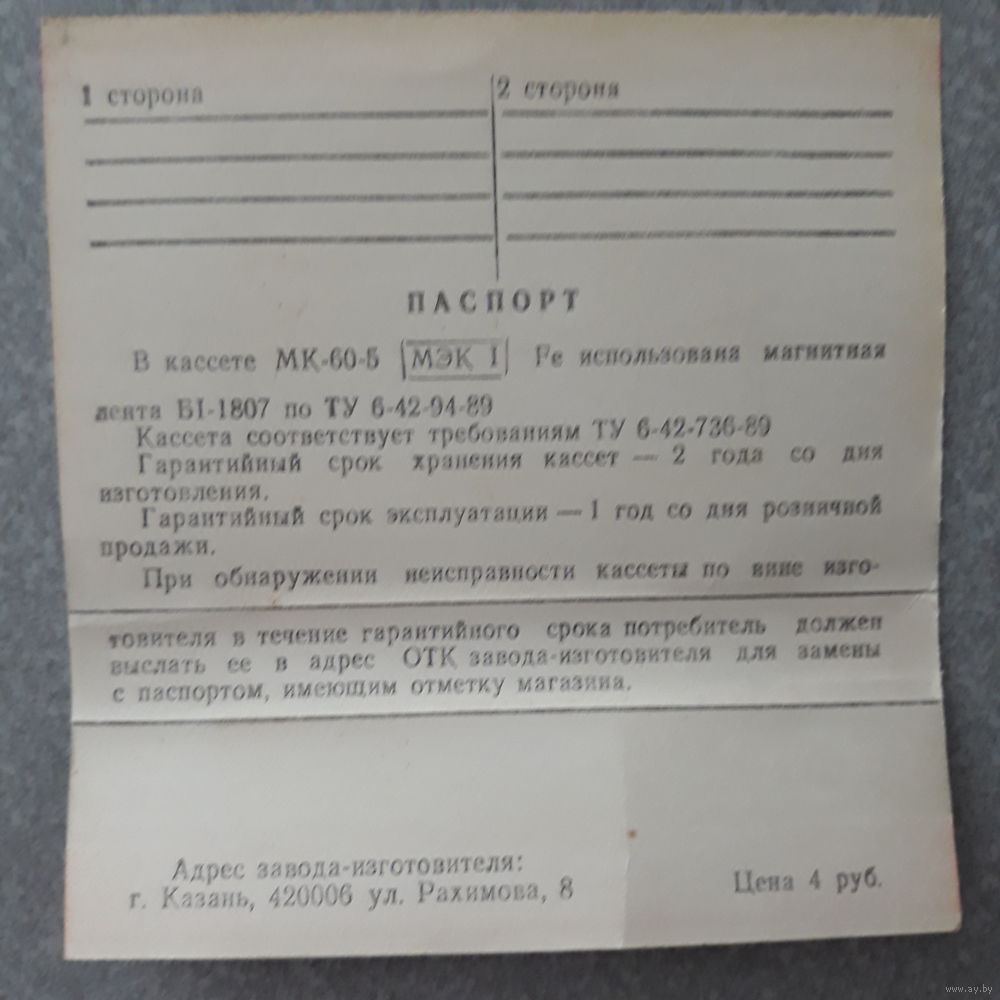 1 сторона
2 сторона
ПАСПОРТ
В кассете МК-60-5 МЭК I Fe использована магнитная
лента БI-1807 по ТУ 6-42-94-89
Кассета соответствует требованиям ТУ 6-42-736-89
Гарантийный срок хранения кассет — 2 года со дня
изготовления.
Гарантийный срок эксплуатации — 1 год со дня розничной
продажи.
При обнаружении неисправности кассеты по вине изго-
товителя в течение гарантийного срока потребитель должен
выслать ее в адрес ОТК завода-изготовителя для замены
с паспортом, имеющим отметку магазина.
Адрес завода-изготовителя:
г. Казань, 420006 ул. Рахимова, 8
Цена 4 руб.
www.ay.by